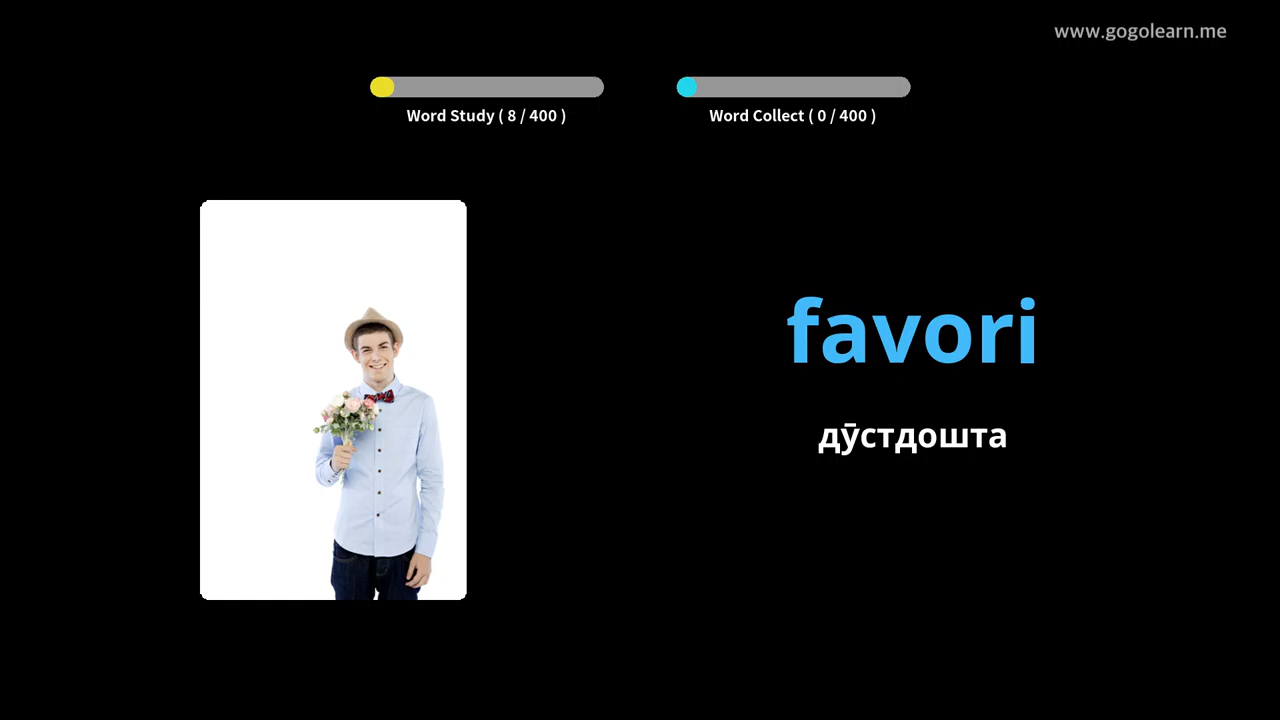 www.gogolearn.me
Word Study ( 8 / 400 )
Word Collect ( 0 / 400 )
favori
дӯстдошта